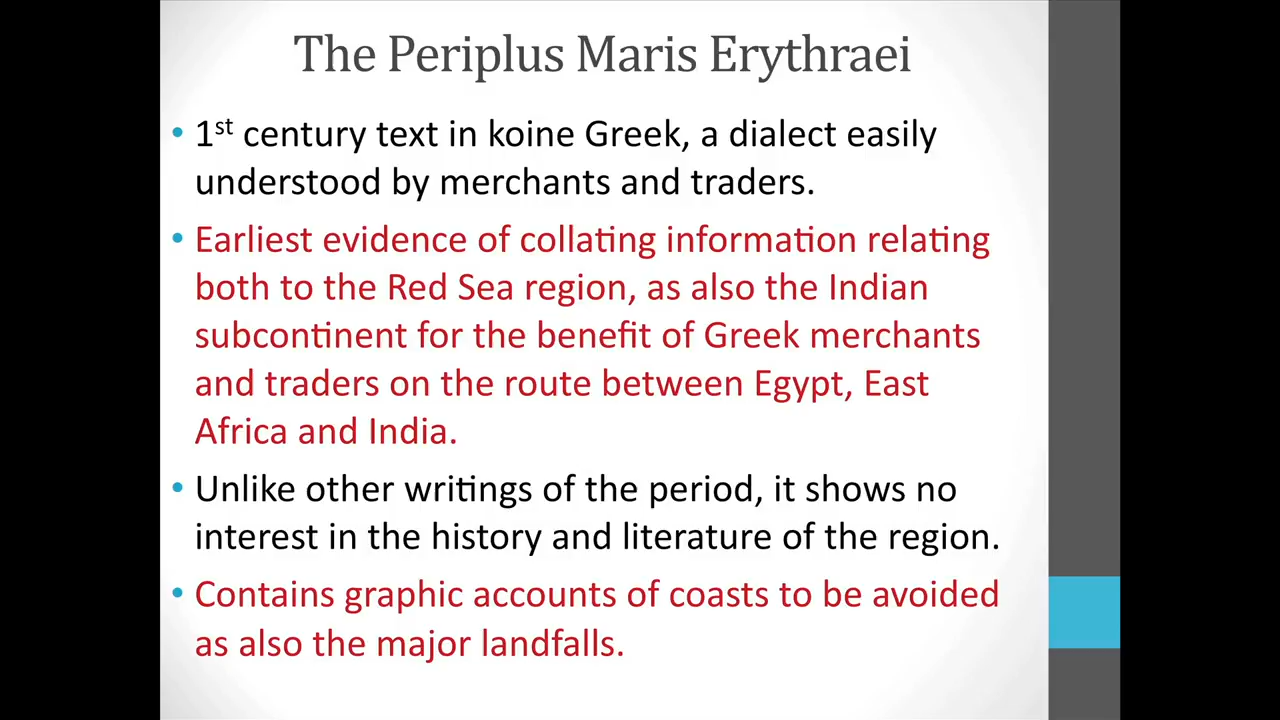 The Periplus Maris Erythraei
• 1st century text in koine Greek, a dialect easily
understood by merchants and traders.
• Earliest evidence of collating information relating
both to the Red Sea region, as also the Indian
subcontinent for the benefit of Greek merchants
and traders on the route between Egypt, East
Africa and India.
• Unlike other writings of the period, it shows no
interest in the history and literature of the region.
• Contains graphic accounts of coasts to be avoided
as also the major landfalls.